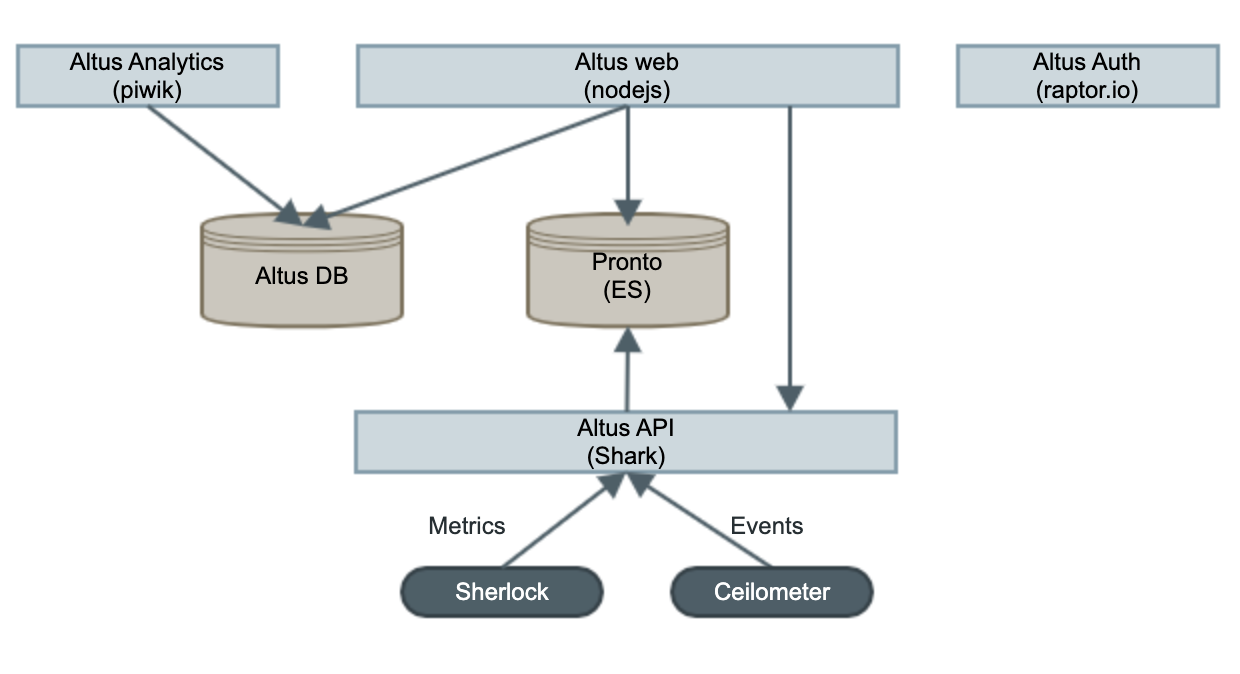 Altus Analytics
(piwik)
Altus web
(nodejs)
Altus Auth
(raptor.io)
Altus DB
Pronto
(ES)
Altus API
(Shark)
Metrics
Events
Sherlock
Ceilometer